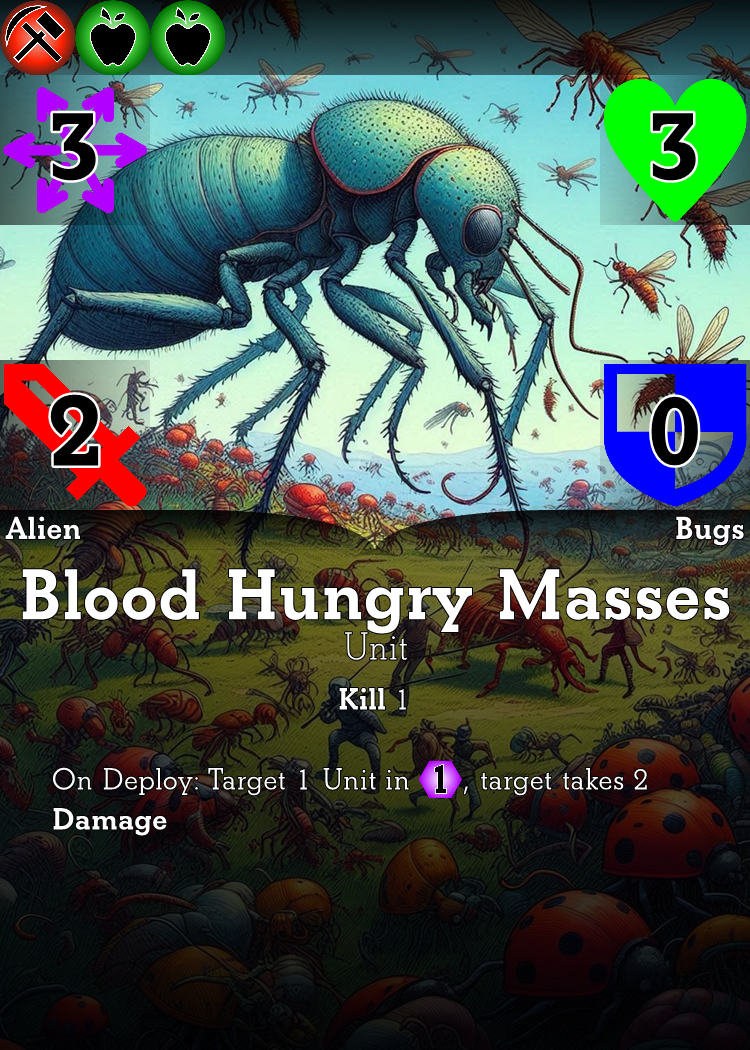 3
3
2
0
Alien
Bugs
Blood Hungry Masses
Unit
Kill 1
On Deploy: Target 1 Unit in 1, target takes 2
Damage